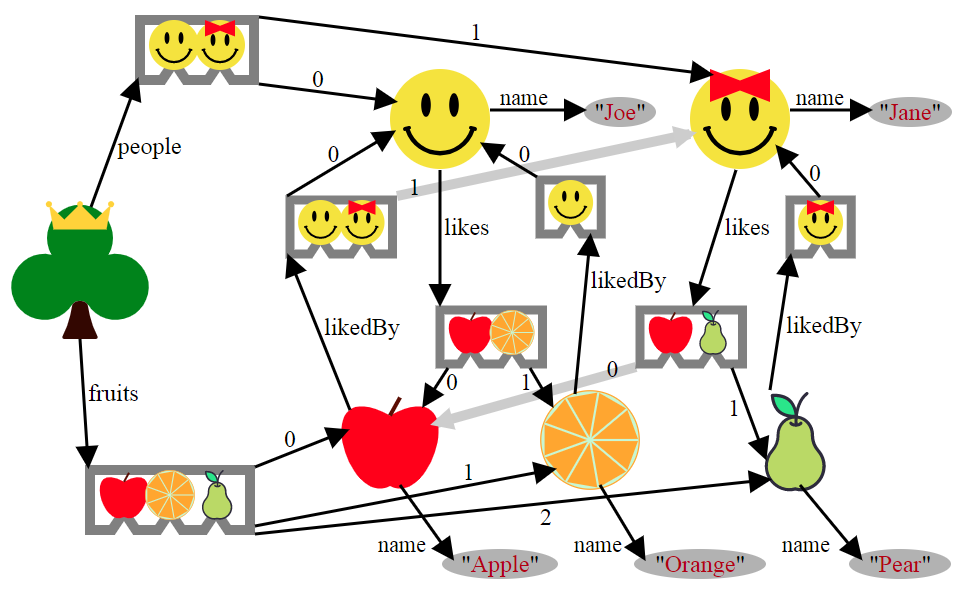 1
0
name
"Joe"
name
"Jane"
people
0
1
0
0
likes
likes
likedBy
likedBy
likedBy
0
1
0
1
fruits
0
1
2
name
"Apple"
name
"Orange"
name
"Pear"